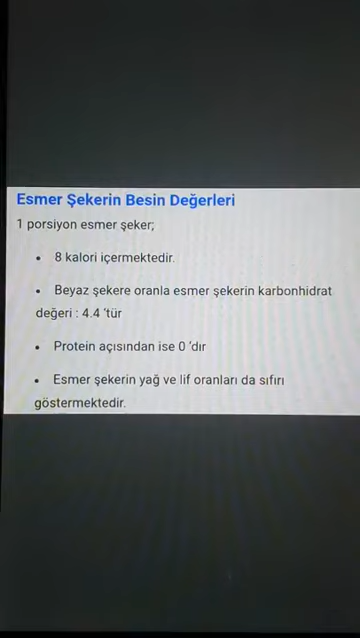 Esmer Şekerin Besin Değerleri
1 porsiyon esmer şeker;
• 8 kalori içermektedir.
• Beyaz şekere oranla esmer şekerin karbonhidrat
değeri : 4.4 'tür
• Protein açısından ise 0 'dır
• Esmer şekerin yağ ve lif oranları da sıfırı
göstermektedir.